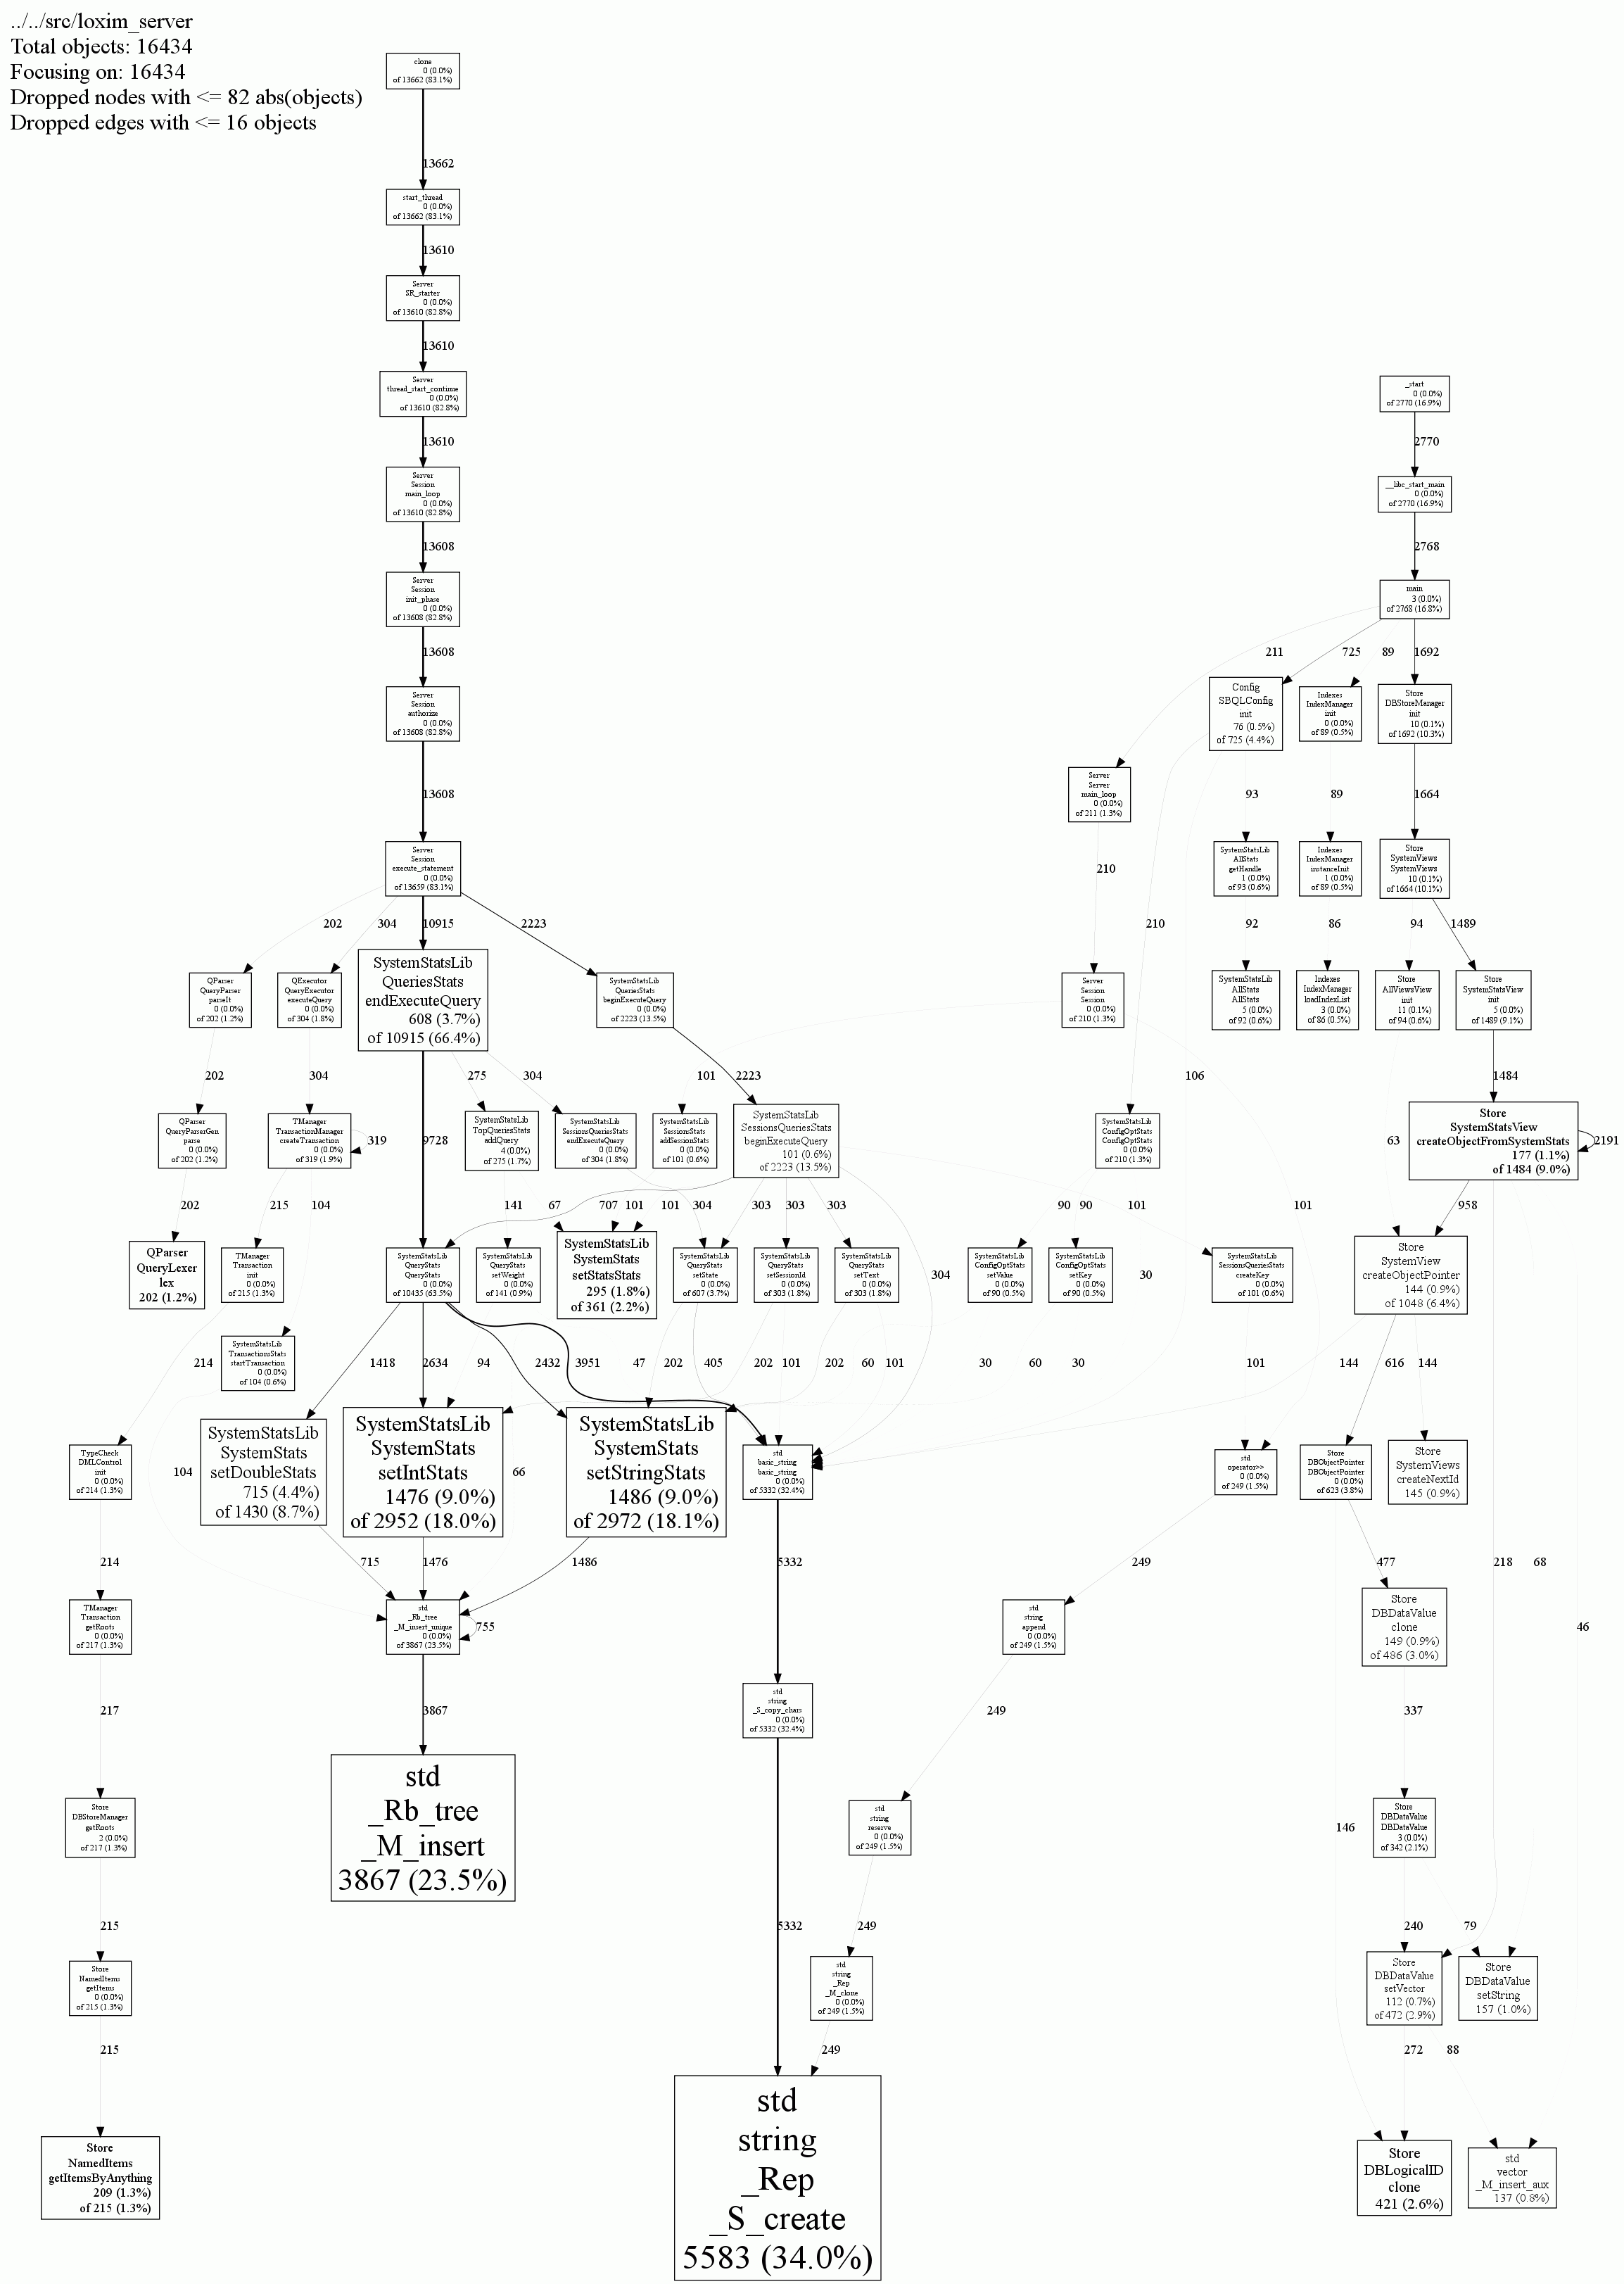 ../../src/loxim_server
Total objects: 16434
Focusing on: 16434
Dropped nodes with <= 82 abs(objects)
Dropped edges with <= 16 objects
clone
0 (0.0%)
of 13662 (83.1%)
13662
start_thread
0 (0.0%)
of 13662 (83.1%)
13610
Server
SR_starter
0 (0.0%)
of 13610 (82.8%)
13610
Server
thread_start_continue
0 (0.0%)
of 13610 (82.8%)
13610
Server
Session
main_loop
0 (0.0%)
of 13610 (82.8%)
13608
Server
Session
init_phase
0 (0.0%)
of 13608 (82.8%)
13608
Server
Session
authorize
0 (0.0%)
of 13608 (82.8%)
13608
Server
Session
execute_statement
0 (0.0%)
of 13659 (83.1%)
202
304
10915
2223
_start
0 (0.0%)
of 2770 (16.9%)
2770
__libc_start_main
0 (0.0%)
of 2770 (16.9%)
2768
main
3 (0.0%)
of 2768 (16.8%)
211
725
89
1692
Config
SBQLConfig
init
76 (0.5%)
of 725 (4.4%)
Indexes
IndexManager
init
0 (0.0%)
of 89 (0.5%)
Store
DBStoreManager
init
10 (0.1%)
of 1692 (10.3%)
Server
Server
main_loop
0 (0.0%)
of 211 (1.3%)
93
89
1664
210
SystemStatsLib
AllStats
getHandle
1 (0.0%)
of 93 (0.6%)
Indexes
IndexManager
instanceInit
1 (0.0%)
of 89 (0.5%)
Store
SystemViews
SystemViews
10 (0.1%)
of 1664 (10.1%)
210
92
86
94
1489
QParser
QueryParser
parseIt
0 (0.0%)
of 202 (1.2%)
QExecutor
QueryExecutor
executeQuery
0 (0.0%)
of 304 (1.8%)
SystemStatsLib
QueriesStats
endExecuteQuery
608 (3.7%)
of 10915 (66.4%)
SystemStatsLib
QueriesStats
beginExecuteQuery
0 (0.0%)
of 2223 (13.5%)
Server
Session
Session
0 (0.0%)
of 210 (1.3%)
SystemStatsLib
AllStats
AllStats
5 (0.0%)
of 92 (0.6%)
Indexes
IndexManager
loadIndexList
3 (0.0%)
of 86 (0.5%)
Store
AllViewsView
init
11 (0.1%)
of 94 (0.6%)
Store
SystemStatsView
init
5 (0.0%)
of 1489 (9.1%)
202
304
275
304
101
2223
106
1484
QParser
QueryParserGen
parse
0 (0.0%)
of 202 (1.2%)
TManager
TransactionManager
createTransaction
0 (0.0%)
of 319 (1.9%)
319
9728
SystemStatsLib
TopQueriesStats
addQuery
4 (0.0%)
of 275 (1.7%)
SystemStatsLib
SessionsQueriesStats
endExecuteQuery
0 (0.0%)
of 304 (1.8%)
SystemStatsLib
SessionsStats
addSessionStats
0 (0.0%)
of 101 (0.6%)
SystemStatsLib
SessionsQueriesStats
beginExecuteQuery
101 (0.6%)
of 2223 (13.5%)
SystemStatsLib
ConfigOptStats
ConfigOptStats
0 (0.0%)
of 210 (1.3%)
63
Store
SystemStatsView
createObjectFromSystemStats
177 (1.1%)
of 1484 (9.0%)
2191
202
215
104
141
67
707
101
101
304
303
303
303
90
90
101
101
958
QParser
QueryLexer
lex
202 (1.2%)
TManager
Transaction
init
0 (0.0%)
of 215 (1.3%)
SystemStatsLib
QueryStats
QueryStats
0 (0.0%)
of 10435 (63.5%)
SystemStatsLib
QueryStats
setWeight
0 (0.0%)
of 141 (0.9%)
SystemStatsLib
SystemStats
setStatsStats
295 (1.8%)
of 361 (2.2%)
SystemStatsLib
QueryStats
setState
0 (0.0%)
of 607 (3.7%)
SystemStatsLib
QueryStats
setSessionId
0 (0.0%)
of 303 (1.8%)
SystemStatsLib
QueryStats
setText
0 (0.0%)
of 303 (1.8%)
304
SystemStatsLib
ConfigOptStats
setValue
0 (0.0%)
of 90 (0.5%)
SystemStatsLib
ConfigOptStats
setKey
0 (0.0%)
of 90 (0.5%)
30
SystemStatsLib
SessionsQueriesStats
createKey
0 (0.0%)
of 101 (0.6%)
Store
SystemView
createObjectPointer
144 (0.9%)
of 1048 (6.4%)
214
SystemStatsLib
TransactionsStats
startTransaction
0 (0.0%)
of 104 (0.6%)
1418
2634
94
2432
3951
47
202
405
202
101
202
60
101
30
60
30
101
144
616
144
TypeCheck
DMLControl
init
0 (0.0%)
of 214 (1.3%)
104
SystemStatsLib
SystemStats
setDoubleStats
715 (4.4%)
of 1430 (8.7%)
SystemStatsLib
SystemStats
setIntStats
1476 (9.0%)
of 2952 (18.0%)
66
SystemStatsLib
SystemStats
setStringStats
1486 (9.0%)
of 2972 (18.1%)
std
basic_string
basic_string
0 (0.0%)
of 5332 (32.4%)
std
operator>>
0 (0.0%)
of 249 (1.5%)
Store
DBObjectPointer
DBObjectPointer
0 (0.0%)
of 623 (3.8%)
Store
SystemViews
createNextId
145 (0.9%)
214
715
1476
1486
5332
249
477
218
68
TManager
Transaction
getRoots
0 (0.0%)
of 217 (1.3%)
std
_Rb_tree
_M_insert_unique
0 (0.0%)
of 3867 (23.5%)
755
std
string
append
0 (0.0%)
of 249 (1.5%)
Store
DBDataValue
clone
149 (0.9%)
of 486 (3.0%)
46
217
3867
std
string
_S_copy_chars
0 (0.0%)
of 5332 (32.4%)
249
337
Store
DBStoreManager
getRoots
2 (0.0%)
of 217 (1.3%)
std
_Rb_tree
_M_insert
3867 (23.5%)
std
string
reserve
0 (0.0%)
of 249 (1.5%)
146
Store
DBDataValue
DBDataValue
3 (0.0%)
of 342 (2.1%)
215
5332
249
240
79
Store
NamedItems
getItems
0 (0.0%)
of 215 (1.3%)
std
string
_Rep
_M_clone
0 (0.0%)
of 249 (1.5%)
Store
DBDataValue
setVector
112 (0.7%)
of 472 (2.9%)
Store
DBDataValue
setString
157 (1.0%)
215
249
272
88
Store
NamedItems
getItemsByAnything
209 (1.3%)
of 215 (1.3%)
std
string
_Rep
_S_create
5583 (34.0%)
Store
DBLogicalID
clone
421 (2.6%)
std
vector
_M_insert_aux
137 (0.8%)